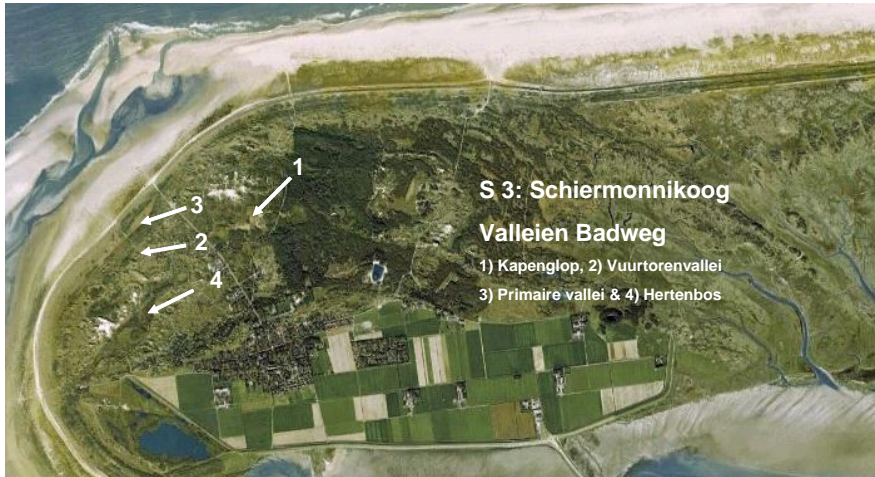 1
S 3: Schiermonnikoog
3
Valleien Badweg
2
1) Kapenglop, 2) Vuurtorenvallei
4
3) Primaire vallei & 4) Hertenbos